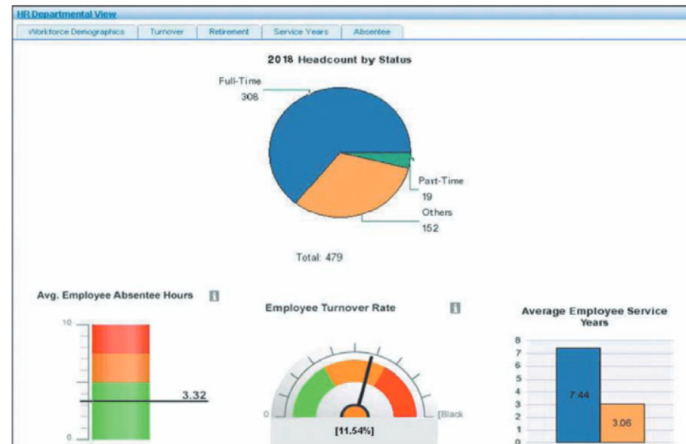 HR Departmental View
Workforce Demographics Turnover Retirement Service Years Absentee
2018 Headcount by Status
Full-Time
308
Part-Time
19
Others
152
Total: 479
Avg. Employee Absentee Hours i
10
3.32
0
Employee Turnover Rate i
0 [Black
[11.54%]
Average Employee Service
Years
8
7
6
5
4
3
2
1
0
7.44
3.06